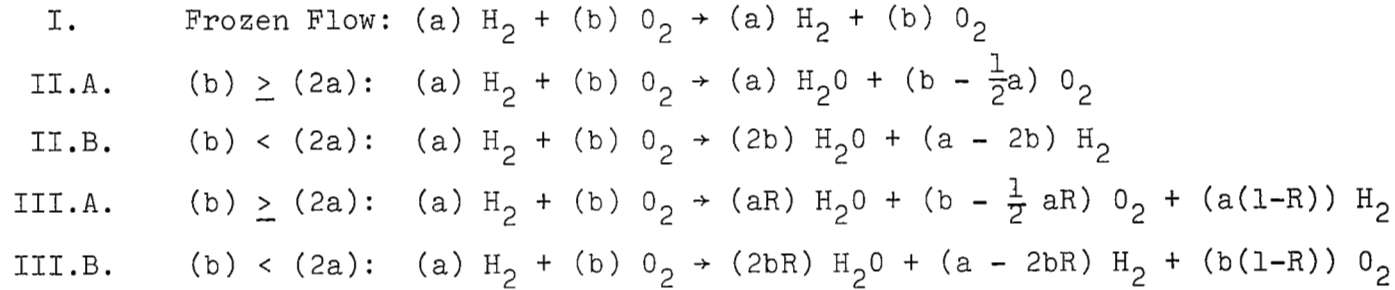 I. Frozen Flow: (a) H₂ + (b) O₂ → (a) H₂ + (b) O₂
II.A. (b) ≥ (2a): (a) H₂ + (b) O₂ → (a) H₂O + (b - ½a) O₂
II.B. (b) < (2a): (a) H₂ + (b) O₂ → (2b) H₂O + (a - 2b) H₂
III.A. (b) ≥ (2a): (a) H₂ + (b) O₂ → (aR) H₂O + (b - ½ aR) O₂ + (a(1-R)) H₂
III.B. (b) < (2a): (a) H₂ + (b) O₂ → (2bR) H₂O + (a - 2bR) H₂ + (b(1-R)) O₂